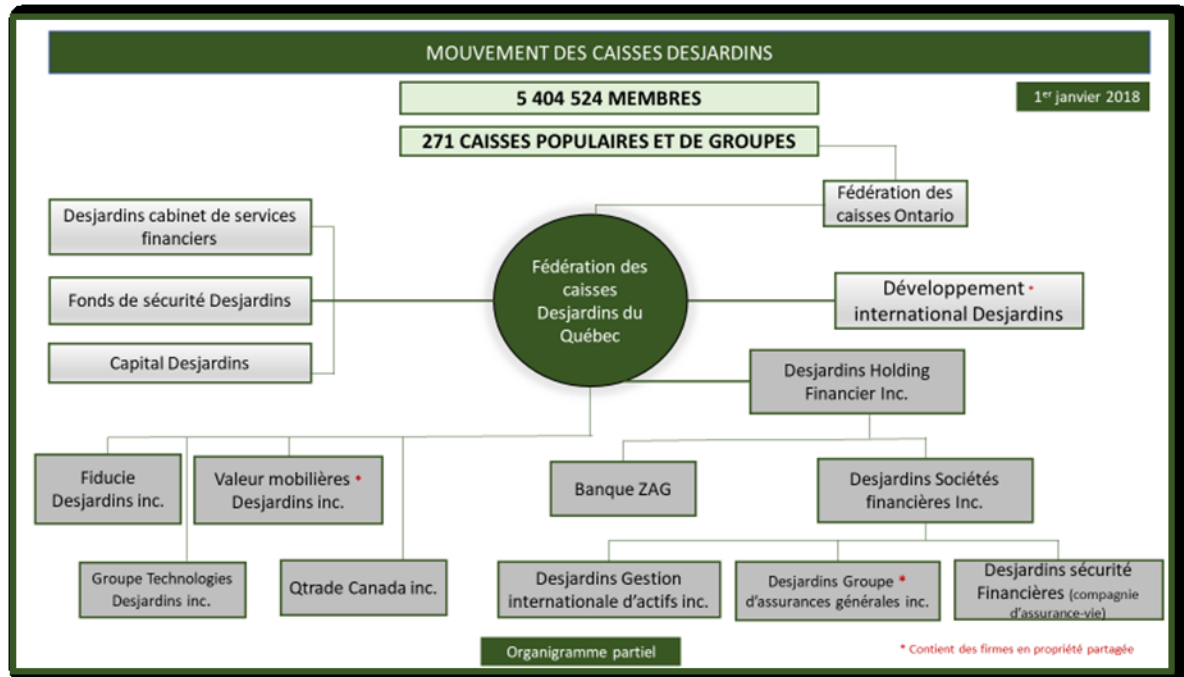 MOUVEMENT DES CAISSES DESJARDINS
5 404 524 MEMBRES
1er janvier 2018
271 CAISSES POPULAIRES ET DE GROUPES
Fédération des
caisses Ontario
Desjardins cabinet de services
financiers
Fédération des
caisses
Desjardins du
Québec
Fonds de sécurité Desjardins
Développement *
international Desjardins
Capital Desjardins
Desjardins Holding
Financier Inc.
Fiducie
Desjardins inc.
Valeur mobilières *
Desjardins inc.
Banque ZAG
Desjardins Sociétés
financières Inc.
Groupe Technologies
Desjardins inc.
Qtrade Canada inc.
Desjardins Gestion
internationale d'actifs inc.
Desjardins Groupe *
d'assurances générales inc.
Desjardins sécurité
Financières (compagnie
d'assurance-vie)
Organigramme partiel
* Contient des firmes en propriété partagée